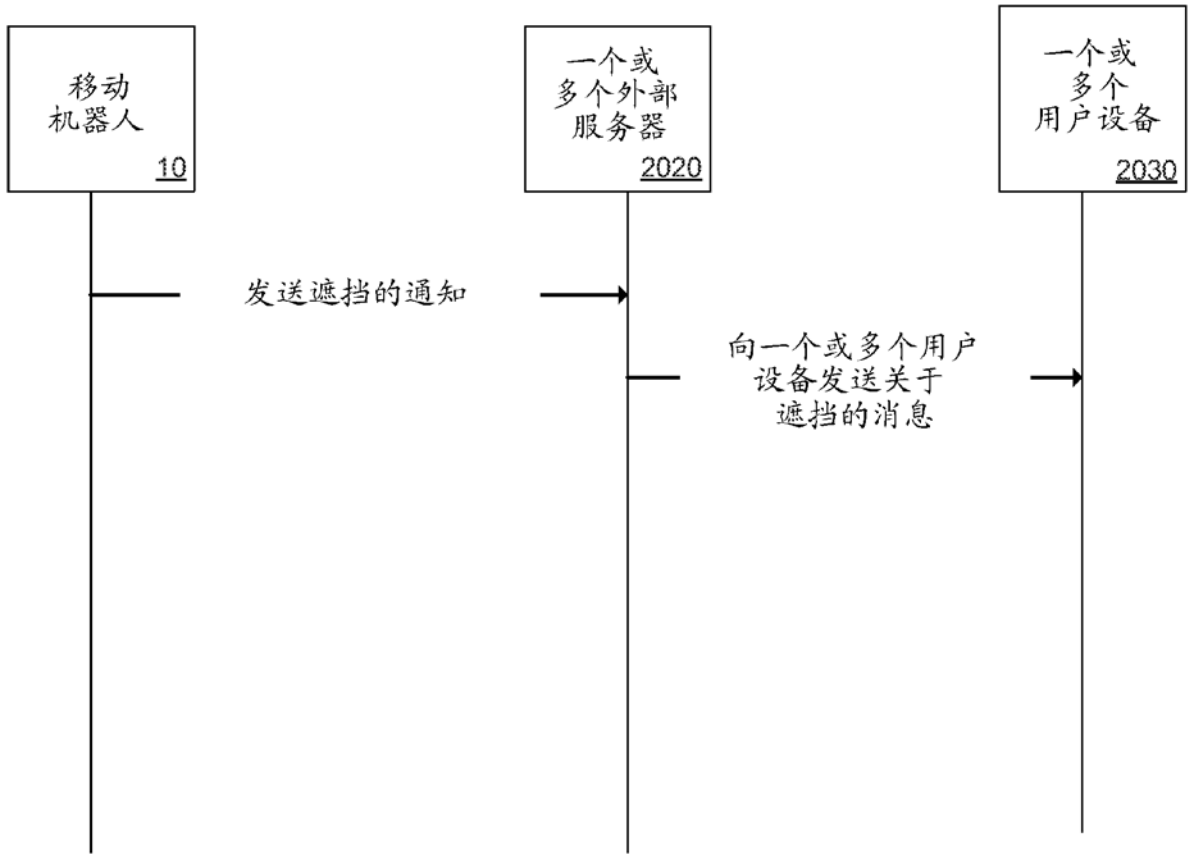 移动
机器人
10
一个或
多个外部
服务器
2020
一个或
多个
用户设备
2030
发送遮挡的通知
向一个或多个用户
设备发送关于
遮挡的消息